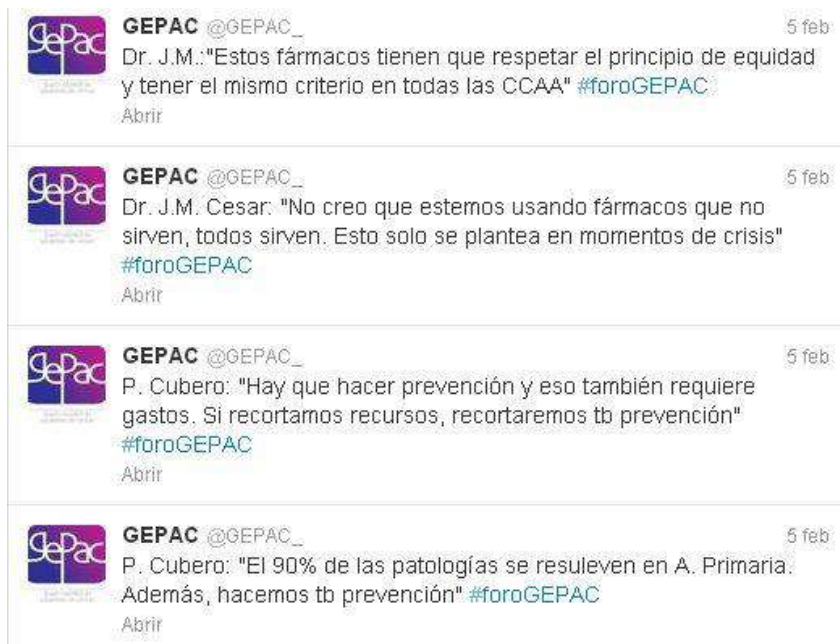 gepac
GEPAC @GEPAC_ 5 feb
Dr. J.M.:"Estos fármacos tienen que respetar el principio de equidad
y tener el mismo criterio en todas las CCAA" #foroGEPAC
Abrir
gepac
GEPAC @GEPAC_ 5 feb
Dr. J.M. Cesar: "No creo que estemos usando fármacos que no
sirven, todos sirven. Esto solo se plantea en momentos de crisis"
#foroGEPAC
Abrir
gepac
GEPAC @GEPAC_ 5 feb
P. Cubero: "Hay que hacer prevención y eso también requiere
gastos. Si recortamos recursos, recortaremos tb prevención"
#foroGEPAC
Abrir
gepac
GEPAC @GEPAC_ 5 feb
P. Cubero: "El 90% de las patologías se resuleven en A. Primaria.
Además, hacemos tb prevención" #foroGEPAC
Abrir